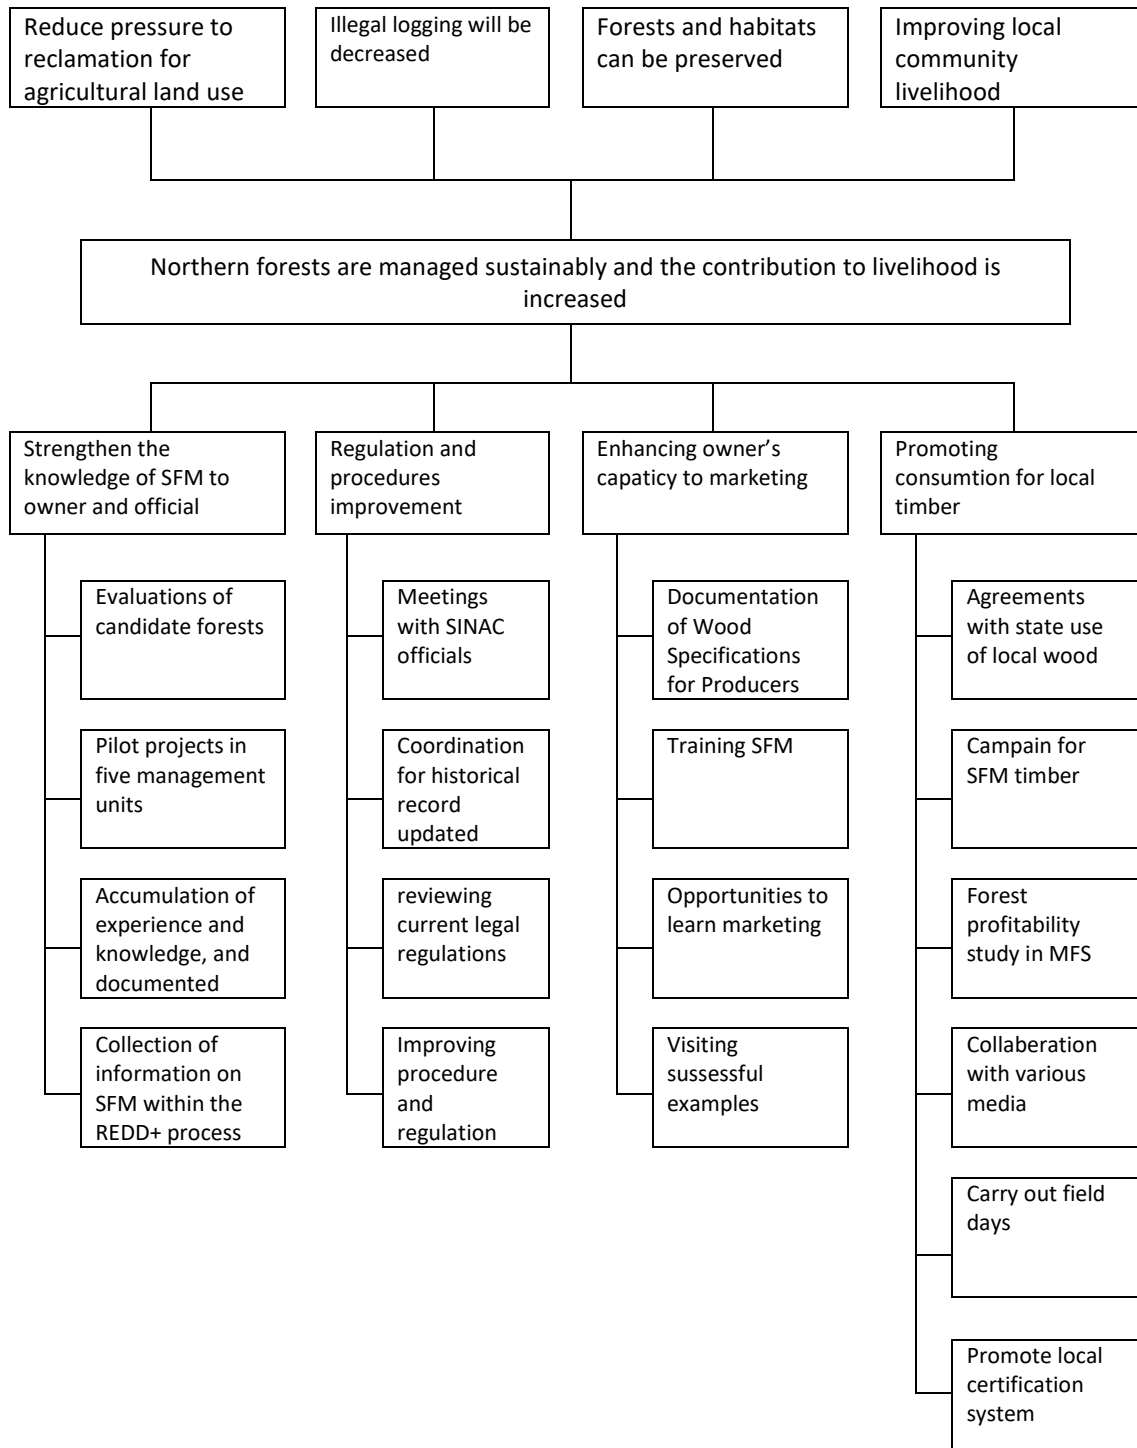 Reduce pressure to
reclamation for
agricultural land use
Illegal logging will be
decreased
Forests and habitats
can be preserved
Improving local
community
livelihood
Northern forests are managed sustainably and the contribution to livelihood is
increased
Strengthen the
knowledge of SFM to
owner and official
Evaluations of
candidate forests
Pilot projects in
five management
units
Accumulation of
experience and
knowledge, and
documented
Collection of
information on
SFM within the
REDD+ process
Regulation and
procedures
improvement
Meetings
with SINAC
officials
Coordination
for historical
record
updated
reviewing
current legal
regulations
Improving
procedure
and
regulation
Enhancing owner’s
capaticy to marketing
Documentation
of Wood
Specifications
for Producers
Training SFM
Opportunities to
learn marketing
Visiting
sussessful
examples
Promoting
consumtion for local
timber
Agreements
with state use
of local wood
Campain for
SFM timber
Forest
profitability
study in MFS
Collaberation
with various
media
Carry out field
days
Promote local
certification
system